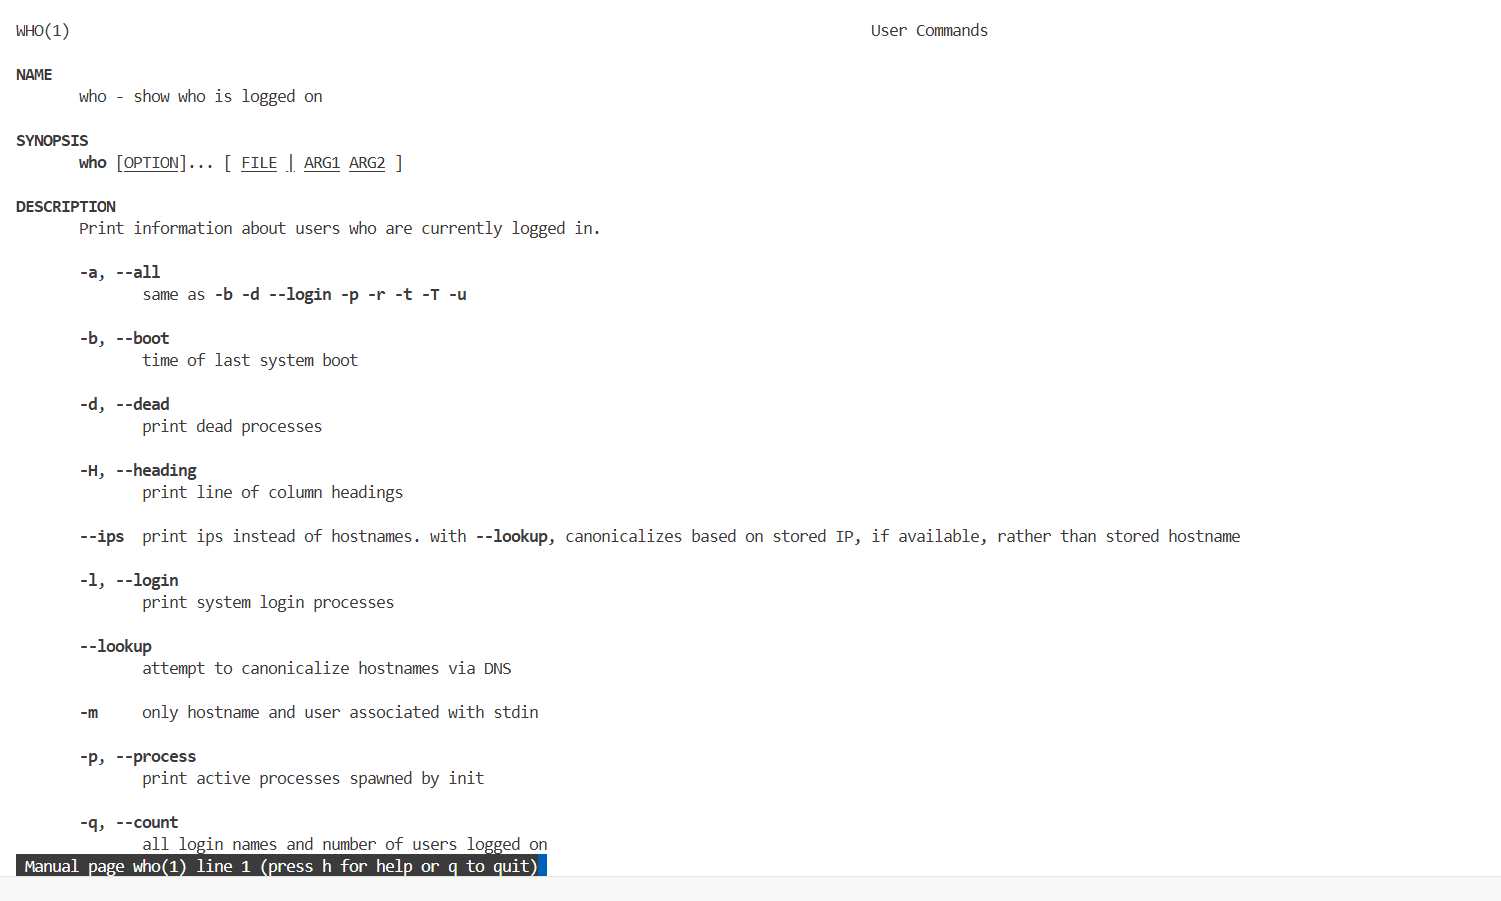 WHO(1) User Commands
NAME
who - show who is logged on
SYNOPSIS
who [OPTION]... [ FILE | ARG1 ARG2 ]
DESCRIPTION
Print information about users who are currently logged in.
-a, --all
same as -b -d --login -p -r -t -T -u
-b, --boot
time of last system boot
-d, --dead
print dead processes
-H, --heading
print line of column headings
--ips  print ips instead of hostnames. with --lookup, canonicalizes based on stored IP, if available, rather than stored hostname
-l, --login
print system login processes
--lookup
attempt to canonicalize hostnames via DNS
-m     only hostname and user associated with stdin
-p, --process
print active processes spawned by init
-q, --count
all login names and number of users logged on
Manual page who(1) line 1 (press h for help or q to quit)